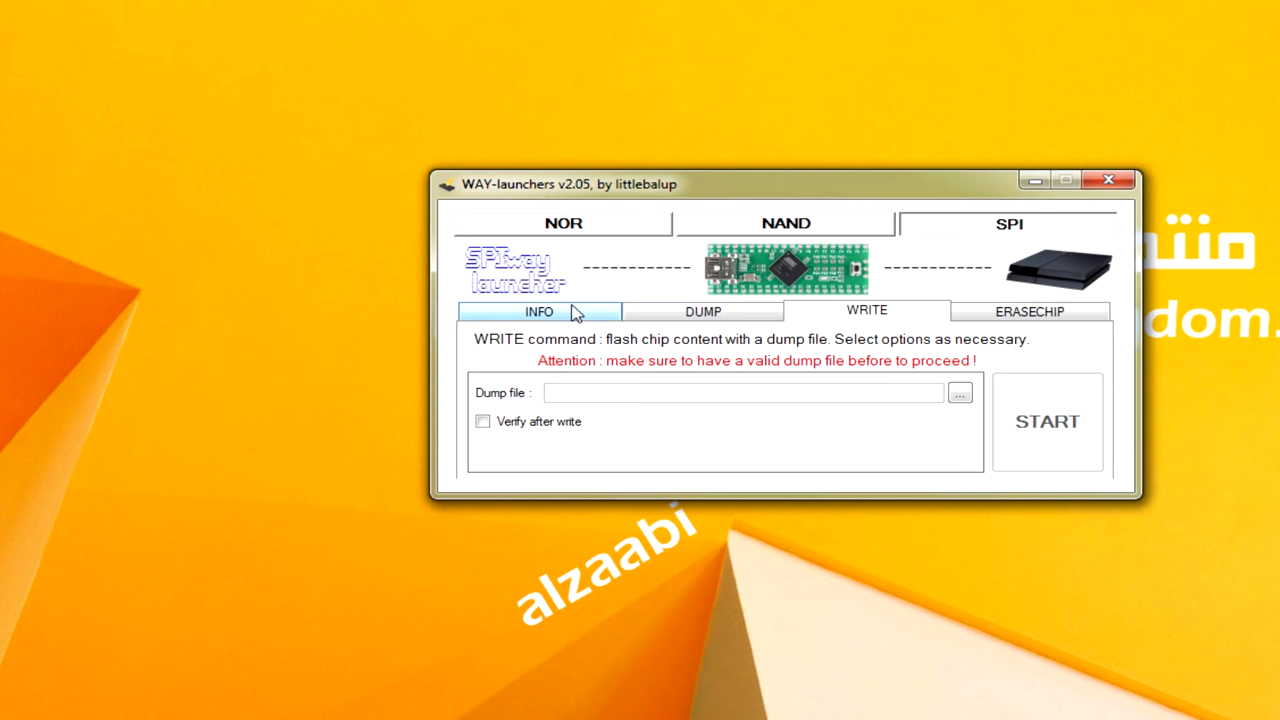 WAY-launchers v2.05, by littlebalup
NOR
NAND
SPI
SPIway
launcher
INFO
DUMP
WRITE
ERASECHIP
WRITE command : flash chip content with a dump file. Select options as necessary.
Attention : make sure to have a valid dump file before to proceed !
Dump file :
...
Verify after write
START
dom.
alzaabi